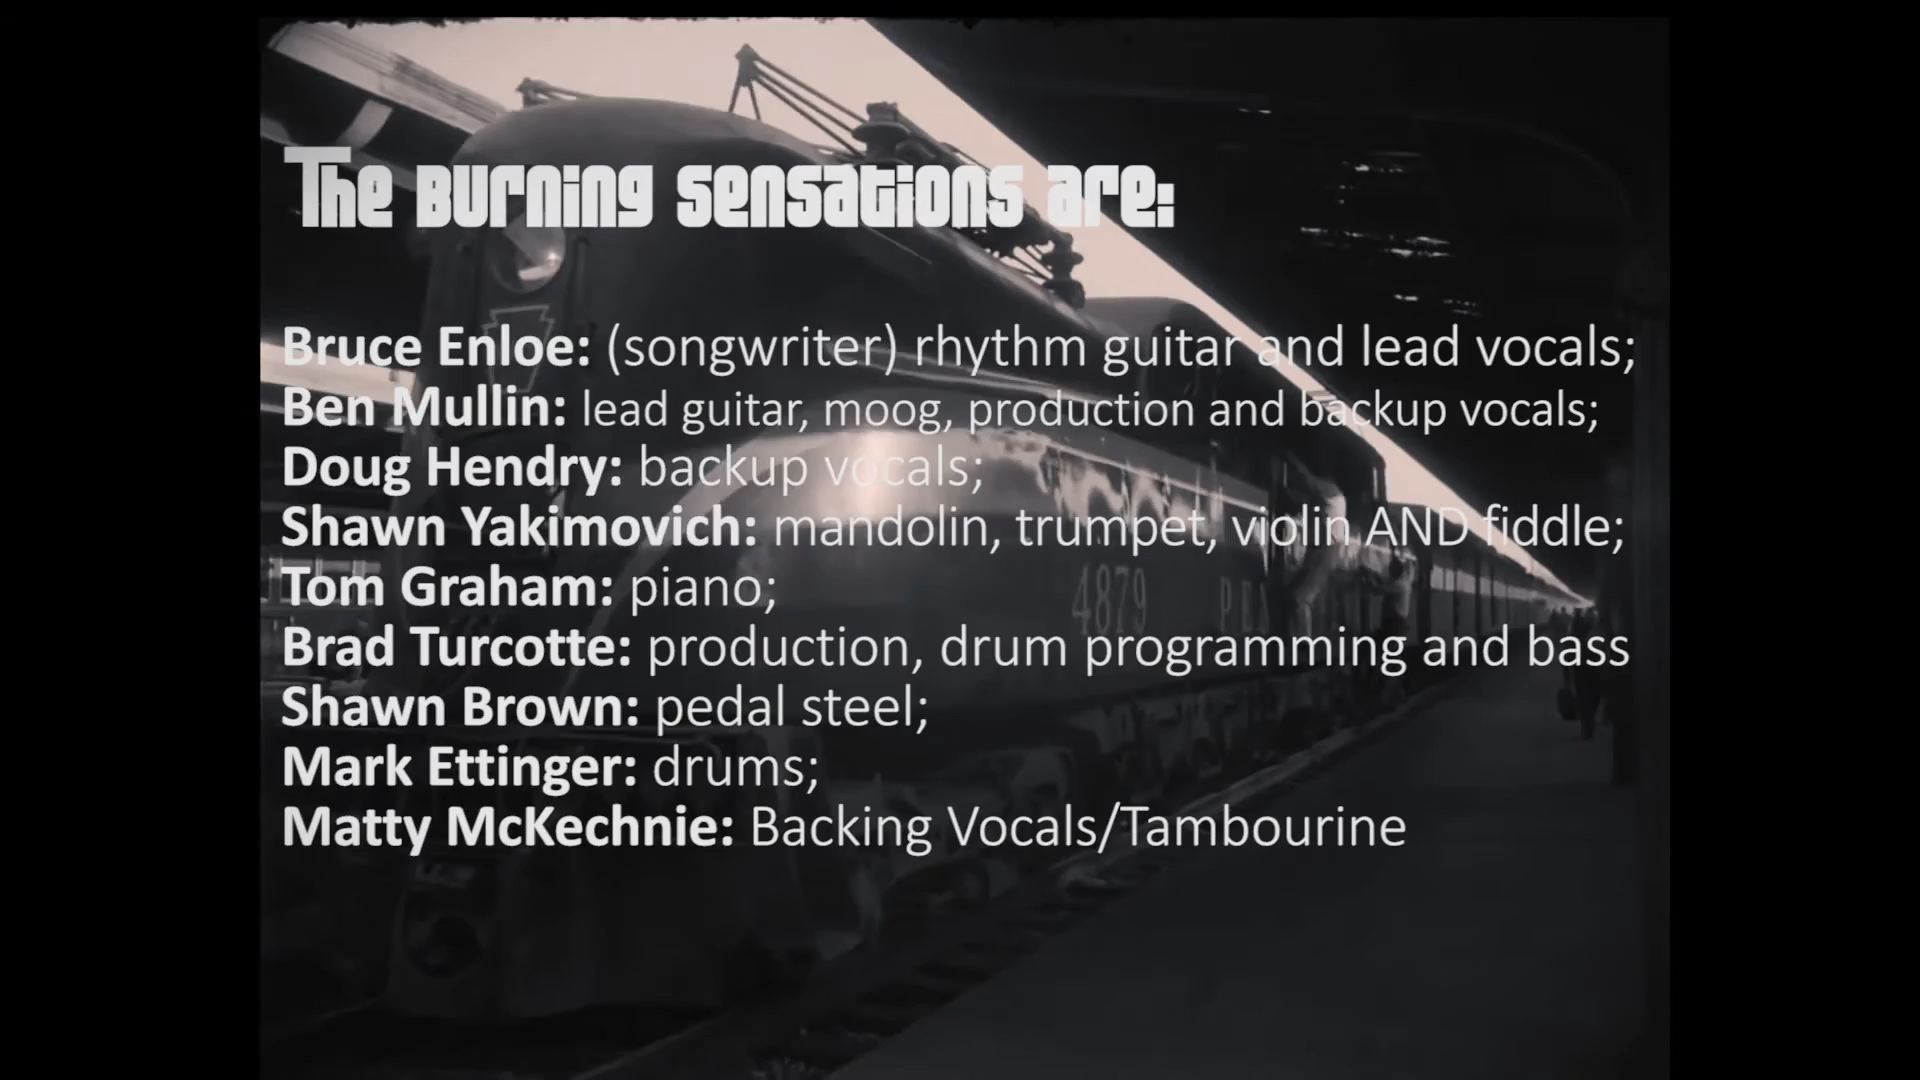 The Burning Sensations are:
Bruce Enloe: (songwriter) rhythm guitar and lead vocals;
Ben Mullin: lead guitar, moog, production and backup vocals;
Doug Hendry: backup vocals;
Shawn Yakimovich: mandolin, trumpet, violin AND fiddle;
Tom Graham: piano;
Brad Turcotte: production, drum programming and bass
Shawn Brown: pedal steel;
Mark Ettinger: drums;
Matty McKechnie: Backing Vocals/Tambourine
4879